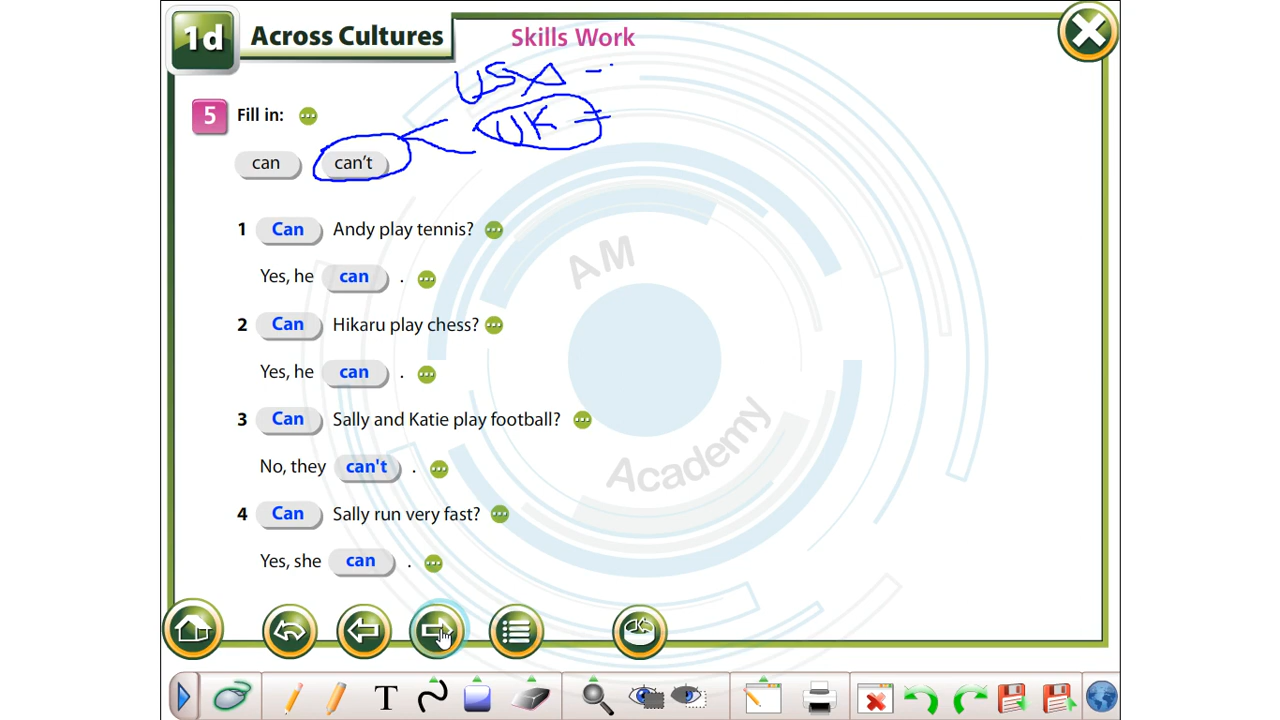 1d Across Cultures Skills Work
USA -
UK =
5 Fill in:
can can't
1 Can Andy play tennis?
Yes, he can .
2 Can Hikaru play chess?
Yes, he can .
3 Can Sally and Katie play football?
No, they can't .
4 Can Sally run very fast?
Yes, she can .
AM
Academy
K
T